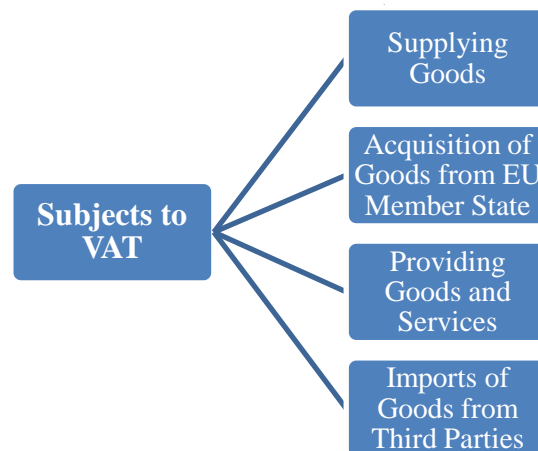 Subjects to
VAT
Supplying
Goods
Acquisition of
Goods from EU
Member State
Providing
Goods and
Services
Imports of
Goods from
Third Parties